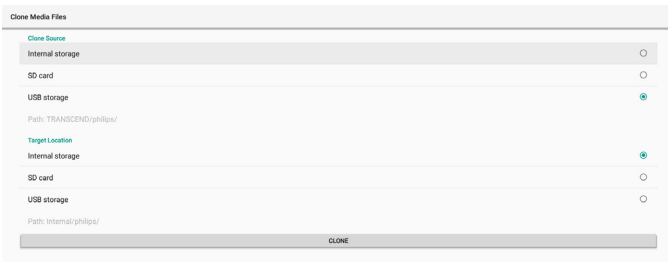 Clone Media Files
Clone Source
Internal storage
SD card
USB storage
Path: TRANSCEND/philips/
Target Location
Internal storage
SD card
USB storage
Path: Internal/philips/
CLONE